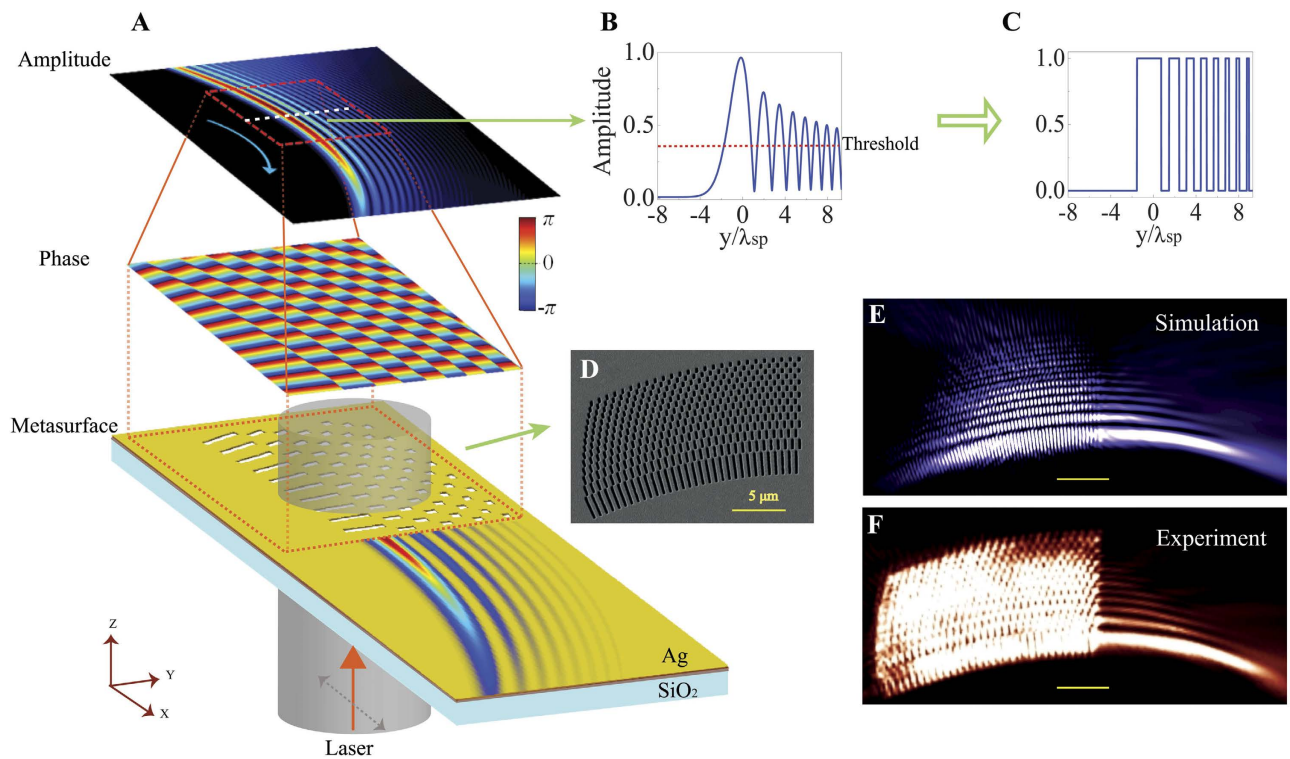 A
B
C
Amplitude
1.0
0.5
0.0
Amplitude
Threshold
-8
-4
0
4
8
y/λsp
1.0
0.5
0.0
-8
-4
0
4
8
y/λsp
Phase
π
0
-π
Metasurface
D
5 μm
E
Simulation
F
Experiment
Z
Y
X
Ag
SiO₂
Laser